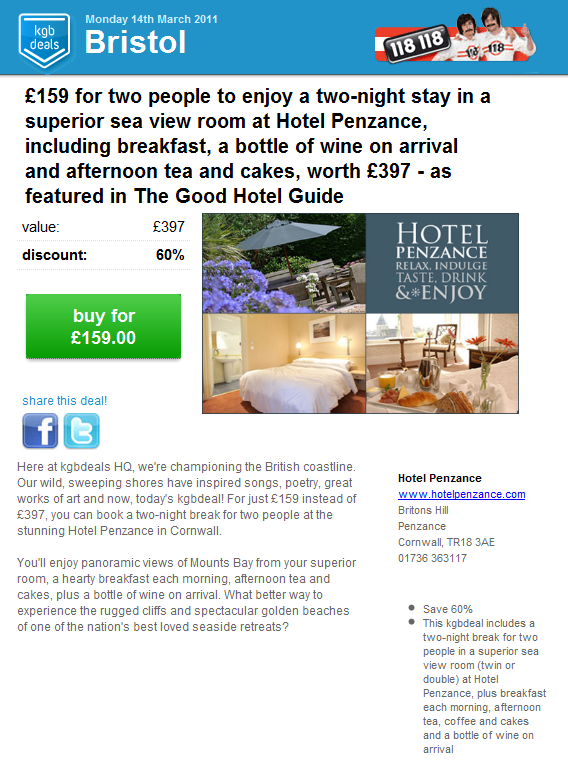 kgb
deals
Monday 14th March 2011
Bristol
118 118
118
£159 for two people to enjoy a two-night stay in a
superior sea view room at Hotel Penzance,
including breakfast, a bottle of wine on arrival
and afternoon tea and cakes, worth £397 - as
featured in The Good Hotel Guide
value: £397
discount: 60%
buy for
£159.00
HOTEL
PENZANCE
RELAX, INDULGE
TASTE, DRINK
& ENJOY
share this deal!
Here at kgbdeals HQ, we're championing the British coastline.
Our wild, sweeping shores have inspired songs, poetry, great
works of art and now, today's kgbdeal! For just £159 instead of
£397, you can book a two-night break for two people at the
stunning Hotel Penzance in Cornwall.
You'll enjoy panoramic views of Mounts Bay from your superior
room, a hearty breakfast each morning, afternoon tea and
cakes, plus a bottle of wine on arrival. What better way to
experience the rugged cliffs and spectacular golden beaches
of one of the nation's best loved seaside retreats?
Hotel Penzance
www.hotelpenzance.com
Britons Hill
Penzance
Cornwall, TR18 3AE
01736 363117
Save 60%
This kgbdeal includes a
two-night break for two
people in a superior sea
view room (twin or
double) at Hotel
Penzance, plus breakfast
each morning, afternoon
tea, coffee and cakes
and a bottle of wine on
arrival